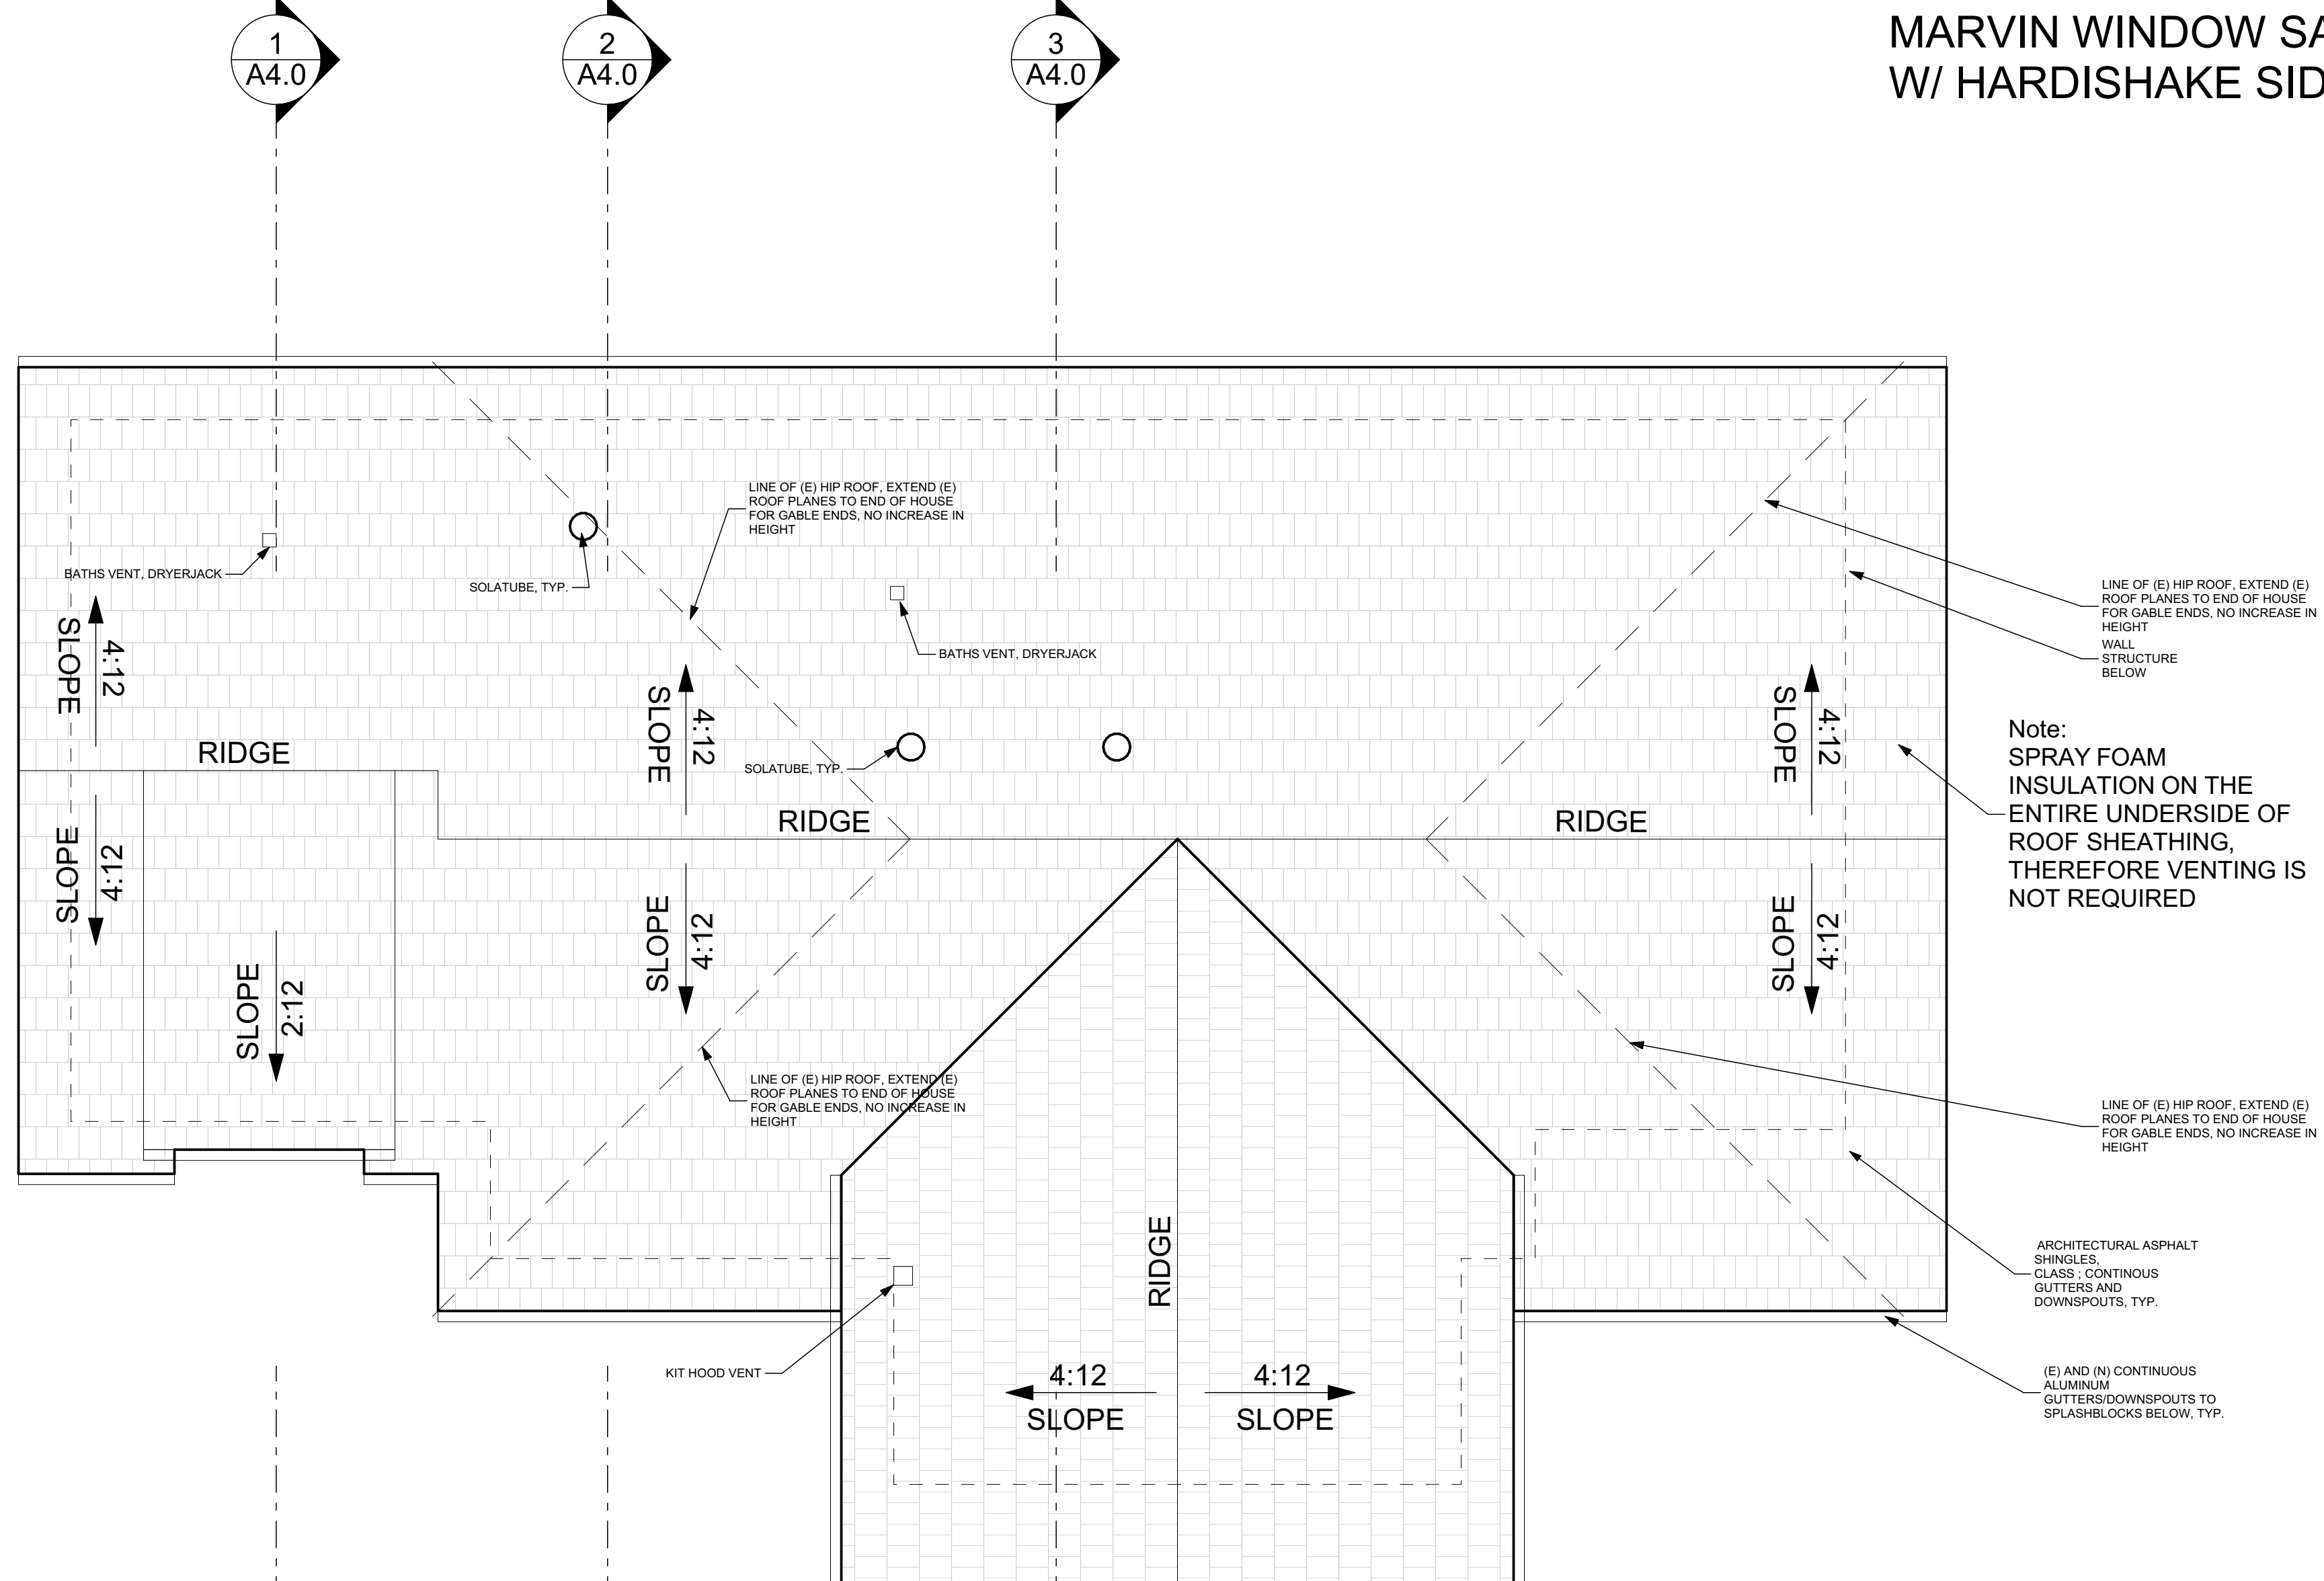 1
A4.0
2
A4.0
3
A4.0
MARVIN WINDOW SA
W/ HARDISHAKE SID
LINE OF (E) HIP ROOF, EXTEND (E)
ROOF PLANES TO END OF HOUSE
FOR GABLE ENDS, NO INCREASE IN
HEIGHT
BATHS VENT, DRYERJACK
SOLATUBE, TYP.
BATHS VENT, DRYERJACK
LINE OF (E) HIP ROOF, EXTEND (E)
ROOF PLANES TO END OF HOUSE
FOR GABLE ENDS, NO INCREASE IN
HEIGHT
WALL
STRUCTURE
BELOW
SLOPE
4:12
SLOPE
4:12
SLOPE
4:12
RIDGE
SOLATUBE, TYP.
RIDGE
RIDGE
Note:
SPRAY FOAM
INSULATION ON THE
ENTIRE UNDERSIDE OF
ROOF SHEATHING,
THEREFORE VENTING IS
NOT REQUIRED
SLOPE
4:12
SLOPE
2:12
SLOPE
4:12
SLOPE
4:12
LINE OF (E) HIP ROOF, EXTEND (E)
ROOF PLANES TO END OF HOUSE
FOR GABLE ENDS, NO INCREASE IN
HEIGHT
LINE OF (E) HIP ROOF, EXTEND (E)
ROOF PLANES TO END OF HOUSE
FOR GABLE ENDS, NO INCREASE IN
HEIGHT
RIDGE
ARCHITECTURAL ASPHALT
SHINGLES,
CLASS ; CONTINOUS
GUTTERS AND
DOWNSPOUTS, TYP.
KIT HOOD VENT
4:12
SLOPE
4:12
SLOPE
(E) AND (N) CONTINUOUS
ALUMINUM
GUTTERS/DOWNSPOUTS TO
SPLASHBLOCKS BELOW, TYP.